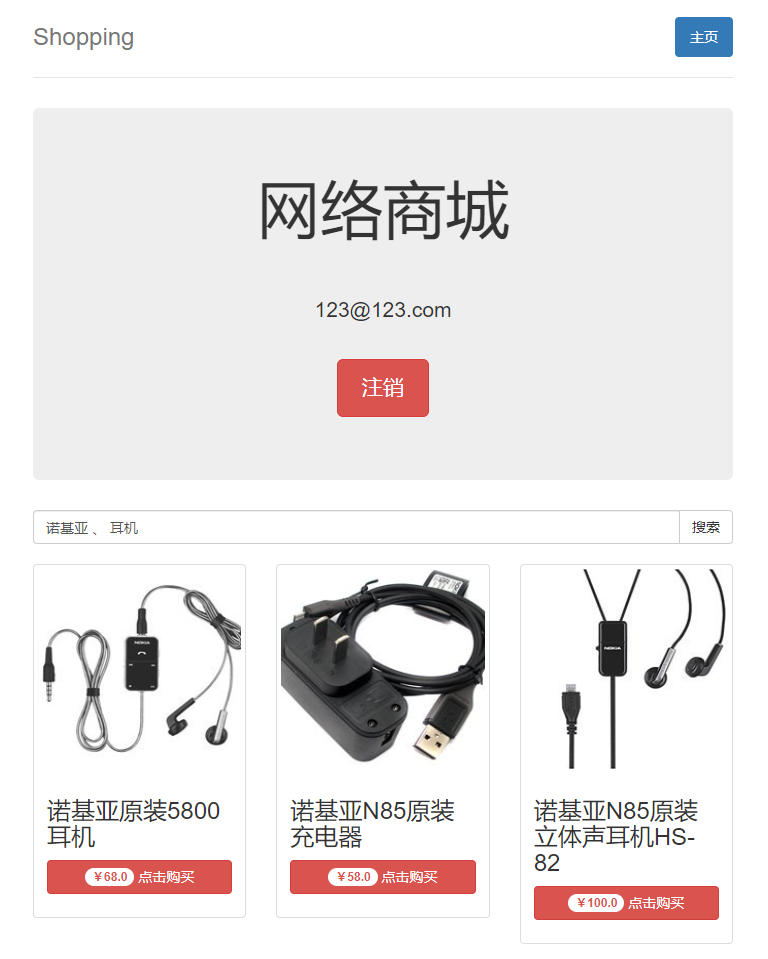 Shopping
主页
网络商城
123@123.com
注销
诺基亚 、 耳机
搜索
NOKIA
NOKIA
诺基亚原装5800
耳机
¥68.0 点击购买
诺基亚N85原装
充电器
¥58.0 点击购买
诺基亚N85原装
立体声耳机HS-
82
¥100.0 点击购买